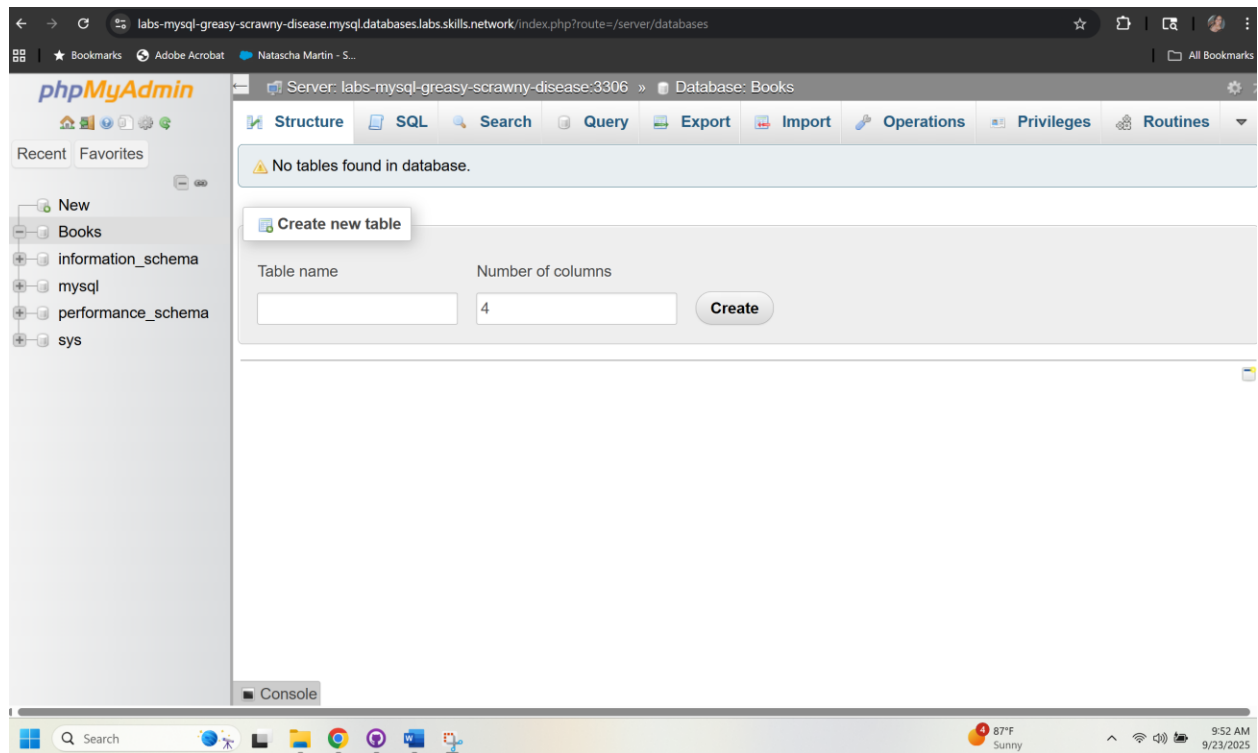 labs-mysql-greasy-scrawny-disease.mysql.databases.labs.skills.network/index.php?route=/server/databases
Bookmarks Adobe Acrobat Natascha Martin - S... All Bookmarks
phpMyAdmin
Recent Favorites
New
Books
information_schema
mysql
performance_schema
sys
Server: labs-mysql-greasy-scrawny-disease:3306 » Database: Books
Structure SQL Search Query Export Import Operations Privileges Routines
No tables found in database.
Create new table
Table name Number of columns
4 Create
Console
Search
4 87°F
Sunny
9:52 AM
9/23/2025